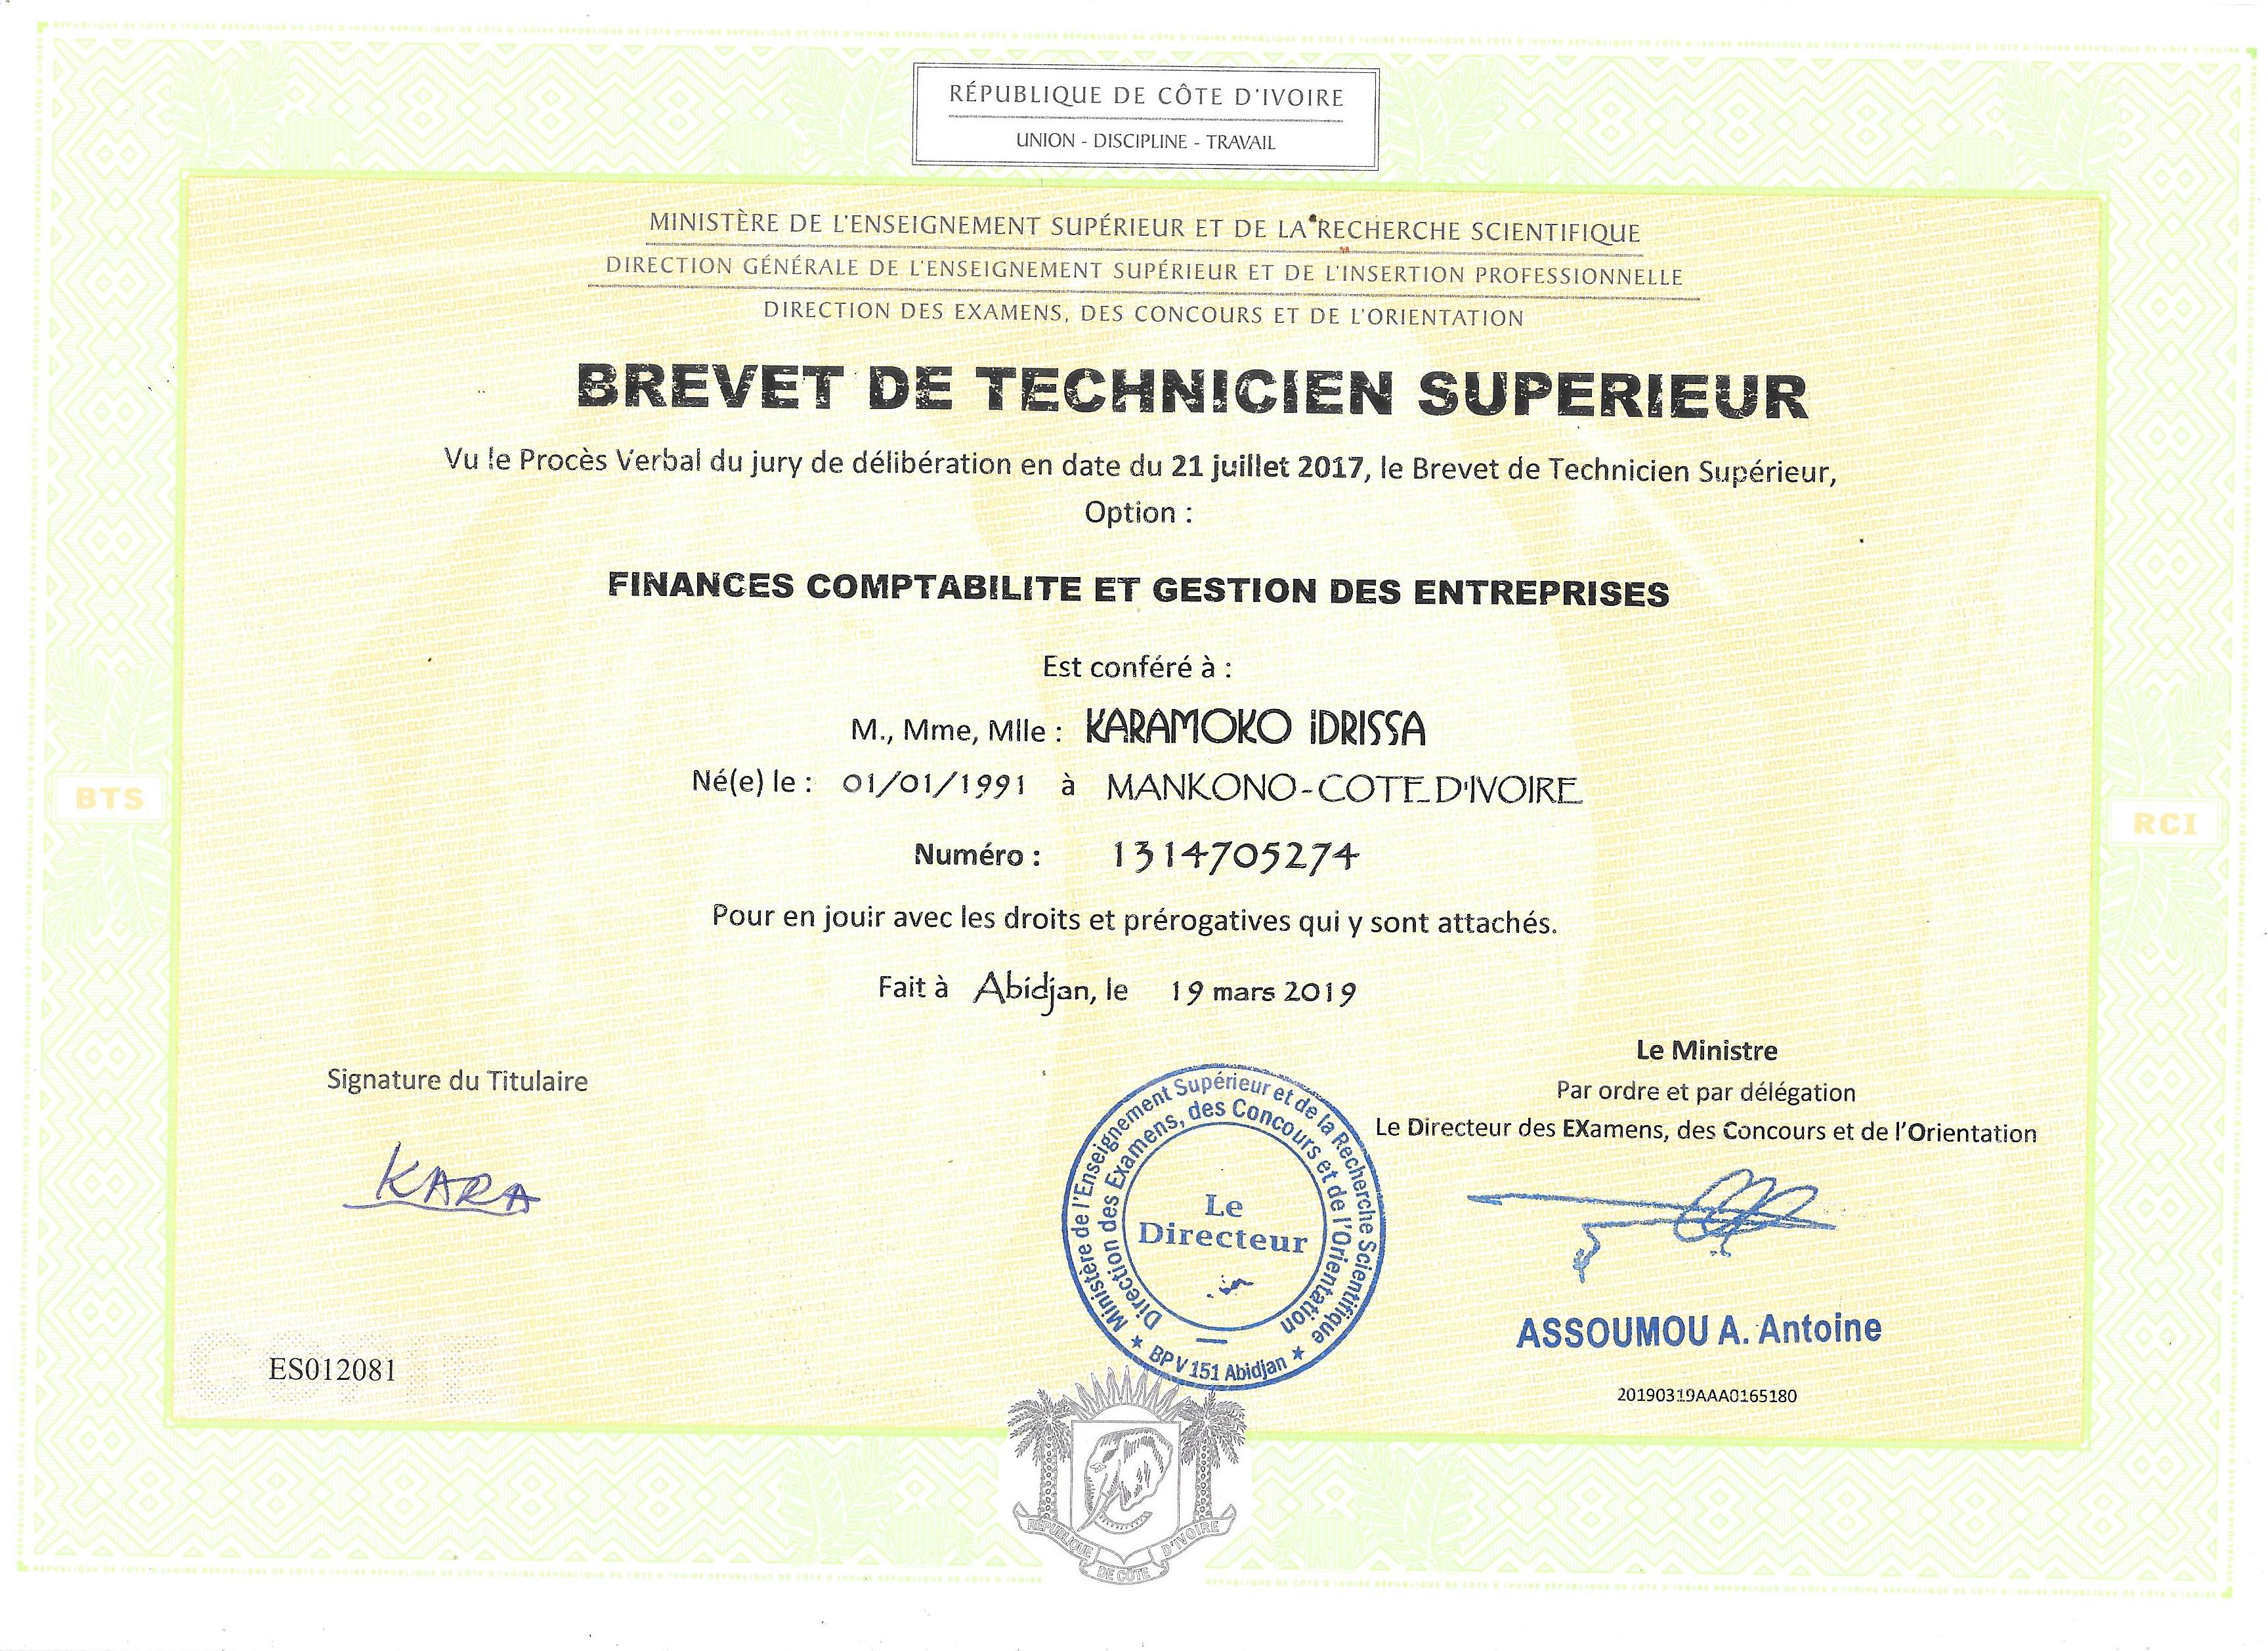 RÉPUBLIQUE DE CÔTE D'IVOIRE
UNION - DISCIPLINE - TRAVAIL
MINISTÈRE DE L'ENSEIGNEMENT SUPÉRIEUR ET DE LA RECHERCHE SCIENTIFIQUE
DIRECTION GÉNÉRALE DE L'ENSEIGNEMENT SUPÉRIEUR ET DE L'INSERTION PROFESSIONNELLE
DIRECTION DES EXAMENS, DES CONCOURS ET DE L'ORIENTATION
BREVET DE TECHNICIEN SUPERIEUR
Vu le Procès Verbal du jury de délibération en date du 21 juillet 2017, le Brevet de Technicien Supérieur,
Option :
FINANCES COMPTABILITE ET GESTION DES ENTREPRISES
Est conféré à :
M., Mme, Mlle : KARAMOKO iDRISSA
Né(e) le : 01/01/1991 à MANKONO-COTE D'IVOIRE
BTS
RCI
Numéro : 1314705274
Pour en jouir avec les droits et prérogatives qui y sont attachés.
Fait à Abidjan, le 19 mars 2019
Signature du Titulaire
KARA
Le Ministre
Par ordre et par délégation
Le Directeur des EXamens, des Concours et de l'Orientation
Ministère de l'Enseignement Supérieur et de la Recherche Scientifique
Direction des Examens, des Concours et de l'Orientation
Le
Directeur
★ BP V 151 Abidjan ★
ASSOUMOU A. Antoine
20190319AAA0165180
ES012081
RÉPUBLIQUE DE CÔTE D'IVOIRE